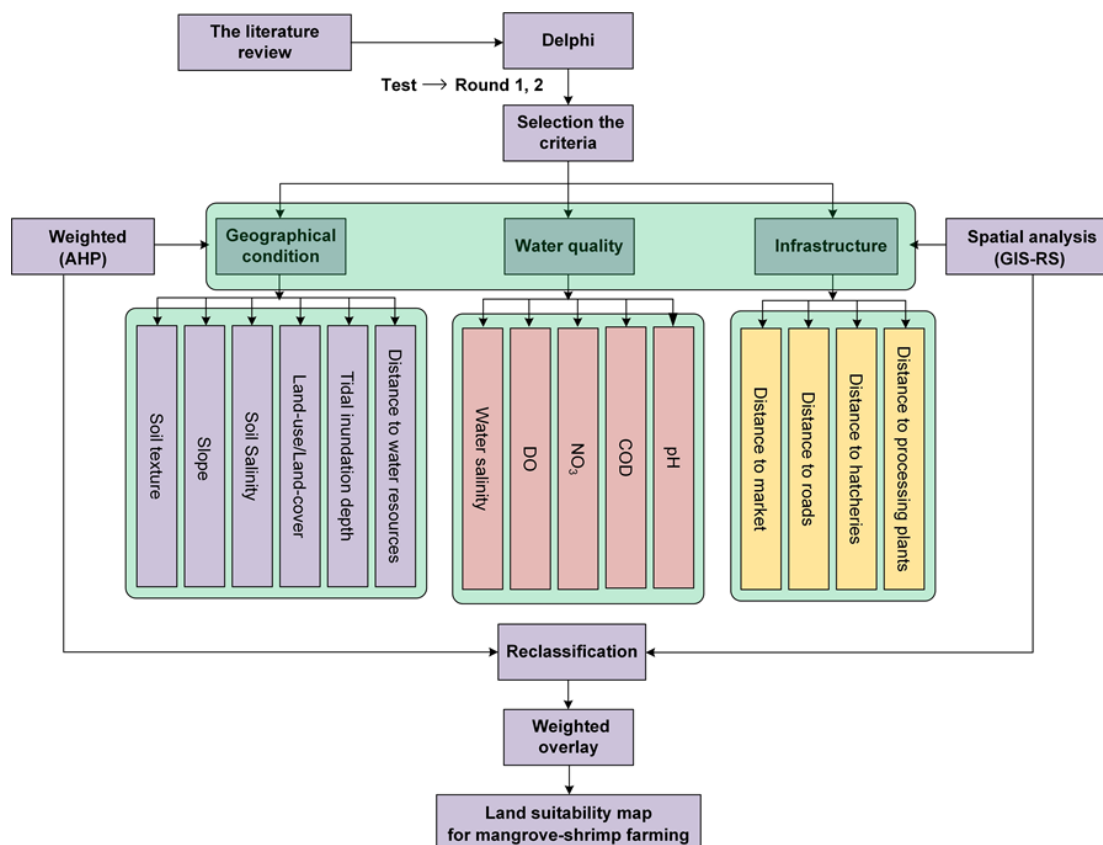 The literature
review
Delphi
Test → Round 1, 2
Selection the
criteria
Weighted
(AHP)
Geographical
condition
Water quality
Infrastructure
Spatial analysis
(GIS-RS)
Soil texture
Slope
Soil Salinity
Land-use/Land-cover
Tidal inundation depth
Distance to water resources
Water salinity
DO
NO₃
COD
pH
Distance to market
Distance to roads
Distance to hatcheries
Distance to processing plants
Reclassification
Weighted
overlay
Land suitability map
for mangrove-shrimp farming